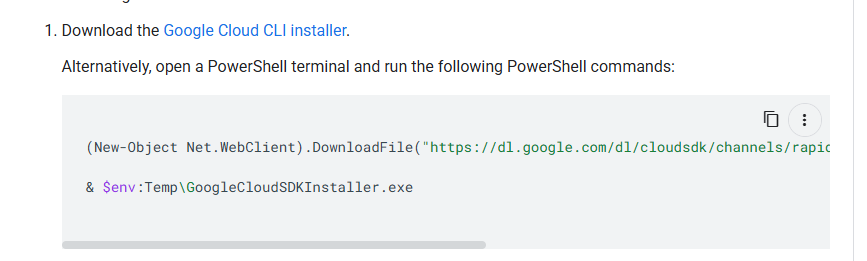 1. Download the Google Cloud CLI installer.
Alternatively, open a PowerShell terminal and run the following PowerShell commands:
(New-Object Net.WebClient).DownloadFile("https://dl.google.com/dl/cloudsdk/channels/rapid
& $env:Temp\GoogleCloudSDKInstaller.exe